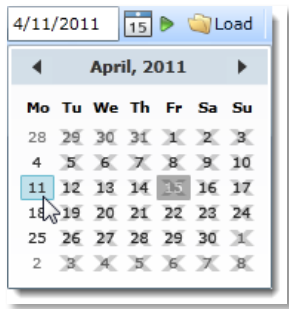 4/11/2011 15 Load
April, 2011
Mo Tu We Th Fr Sa Su
28 29 30 31 1 2 3
4 5 6 7 8 9 10
11 12 13 14 15 16 17
18 19 20 21 22 23 24
25 26 27 28 29 30 1
2 3 4 5 6 7 8